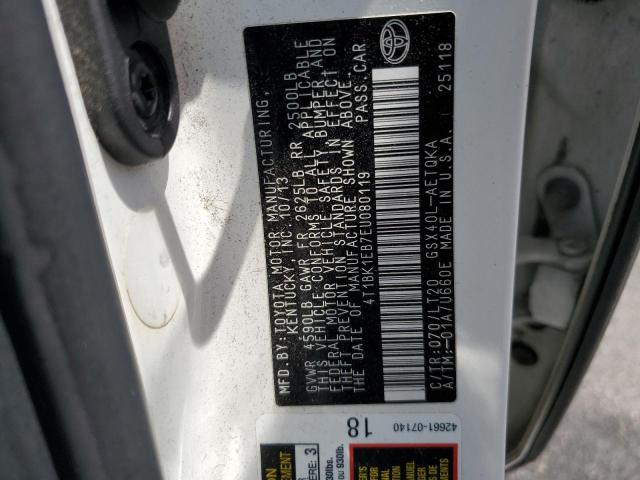 MFD.BY:TOYOTA MOTOR MANUFACTURING,
KENTUCKY, INC. 10/13
GVWR 4590LB GAWR FR 2625LB RR 2500LB
THIS VEHICLE CONFORMS TO ALL APPLICABLE
FEDERAL MOTOR VEHICLE SAFETY, BUMPER, AND
THEFT PREVENTION STANDARDS IN EFFECT ON
THE DATE OF MANUFACTURE SHOWN ABOVE.
4T1BK1EB7EU080119 PASS. CAR
C/TR:070/LT20 GSX40L-AETQKA
A/TM:-01A/U660E MADE IN U.S.A. 25118
42661-07140
18